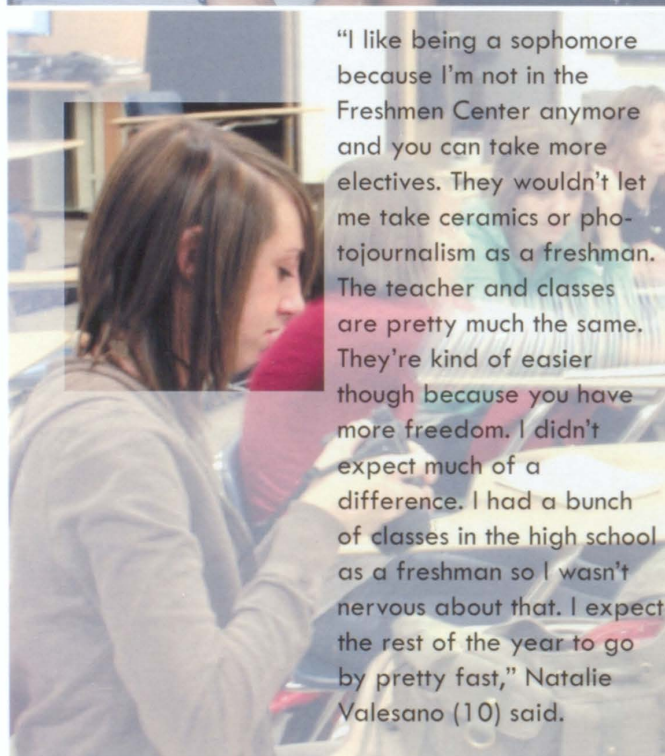 “I like being a sophomore
because I’m not in the
Freshmen Center anymore
and you can take more
electives. They wouldn’t let
me take ceramics or pho-
tojournalism as a freshman.
The teacher and classes
are pretty much the same.
They’re kind of easier
though because you have
more freedom. I didn’t
expect much of a
difference. I had a bunch
of classes in the high school
as a freshman so I wasn’t
nervous about that. I expect
the rest of the year to go
by pretty fast,” Natalie
Valesano (10) said.